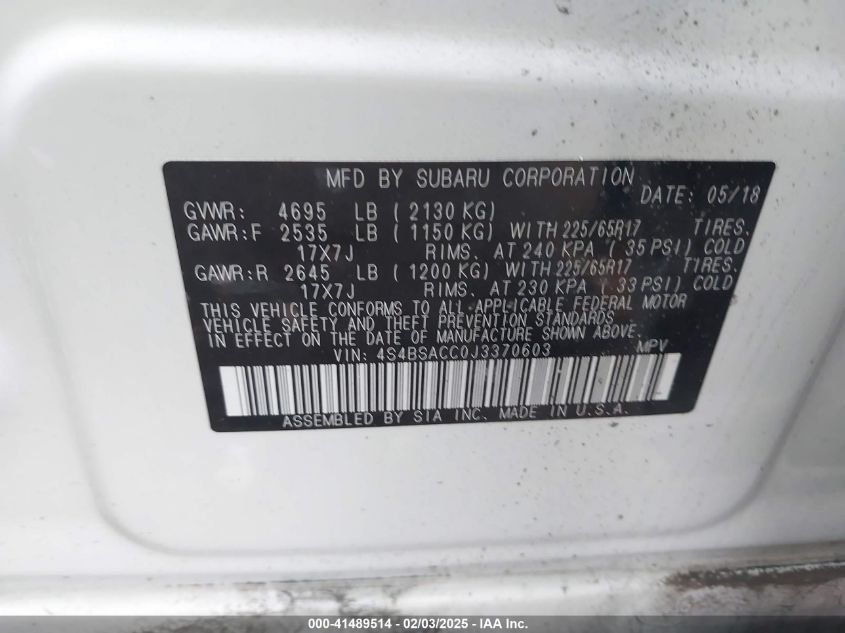 MFD BY SUBARU CORPORATION
DATE: 05/18
GVWR: 4695 LB ( 2130 KG)
GAWR:F 2535 LB ( 1150 KG) WITH 225/65R17 TIRES.
17X7J RIMS. AT 240 KPA ( 35 PSI) COLD
GAWR:R 2645 LB ( 1200 KG) WITH 225/65R17 TIRES.
17X7J RIMS. AT 230 KPA ( 33 PSI) COLD
THIS VEHICLE CONFORMS TO ALL APPLICABLE FEDERAL MOTOR
VEHICLE SAFETY AND THEFT PREVENTION STANDARDS
IN EFFECT ON THE DATE OF MANUFACTURE SHOWN ABOVE.
VIN: 4S4BSACC0J3370603 MPV
ASSEMBLED BY SIA INC. MADE IN U.S.A.
000-41489514 - 02/03/2025 - IAA Inc.